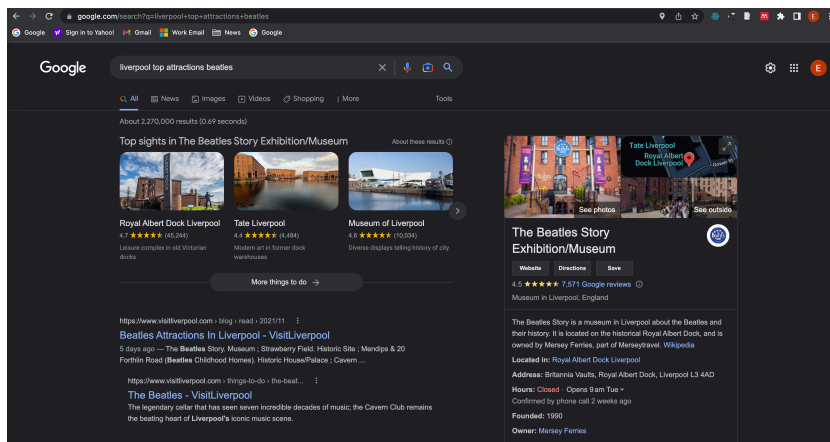 google.com/search?q=liverpool+top+attractions+beatles
Google Sign in to Yahoo! Gmail Work Email News Google
Google
liverpool top attractions beatles
E
All News Images Videos Shopping More Tools
About 2,270,000 results (0.69 seconds)
Top sights in The Beatles Story Exhibition/Museum
About these results
Royal Albert Dock Liverpool
4.7 (45,244)
Leisure complex in old Victorian
docks
Tate Liverpool
4.4 (4,484)
Modern art in former dock
warehouses
Museum of Liverpool
4.6 (10,034)
Diverse displays telling history of city
More things to do →
https://www.visitliverpool.com › blog › read › 2021/11
Beatles Attractions In Liverpool - VisitLiverpool
5 days ago — The Beatles Story. Museum ; Strawberry Field. Historic Site ; Mendips & 20
Forthlin Road (Beatles Childhood Homes). Historic House/Palace ; Cavern ...
https://www.visitliverpool.com › things-to-do › the-beat...
The Beatles - VisitLiverpool
The legendary cellar that has seen seven incredible decades of music; the Cavern Club remains
the beating heart of Liverpool's iconic music scene.
Tate Liverpool
Royal Albert
Dock Liverpool
See photos
See outside
The Beatles Story
Exhibition/Museum
Website Directions Save
4.5 7,571 Google reviews
Museum in Liverpool, England
The Beatles Story is a museum in Liverpool about the Beatles and
their history. It is located on the historical Royal Albert Dock, and is
owned by Mersey Ferries, part of Merseytravel. Wikipedia
Located in: Royal Albert Dock Liverpool
Address: Britannia Vaults, Royal Albert Dock, Liverpool L3 4AD
Hours: Closed · Opens 9 am Tue
Confirmed by phone call 2 weeks ago
Founded: 1990
Owner: Mersey Ferries